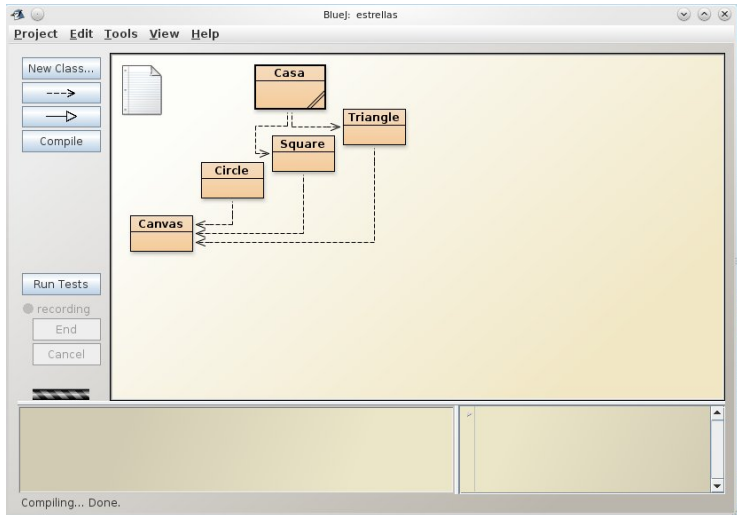 BlueJ: estrellas
Project Edit Tools View Help
New Class...
Compile
Casa
Triangle
Square
Circle
Canvas
Run Tests
recording
End
Cancel
Compiling... Done.